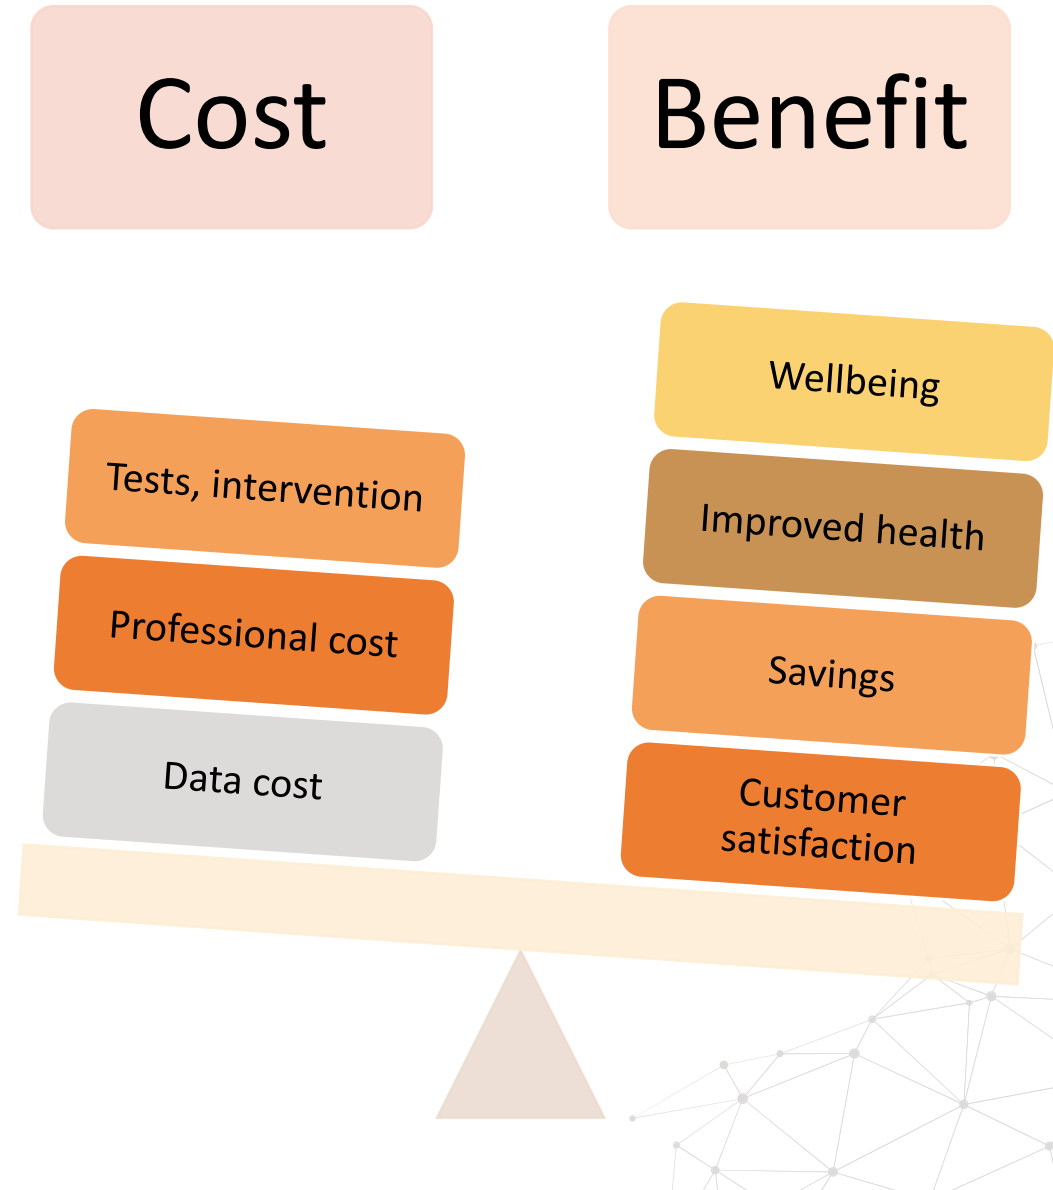 Cost
Benefit
Tests, intervention
Professional cost
Data cost
Wellbeing
Improved health
Savings
Customer
satisfaction